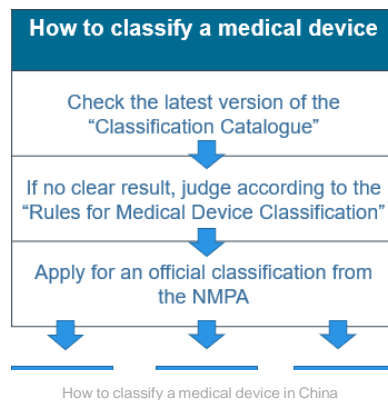 How to classify a medical device
Check the latest version of the
“Classification Catalogue”
If no clear result, judge according to the
“Rules for Medical Device Classification”
Apply for an official classification from
the NMPA
How to classify a medical device in China